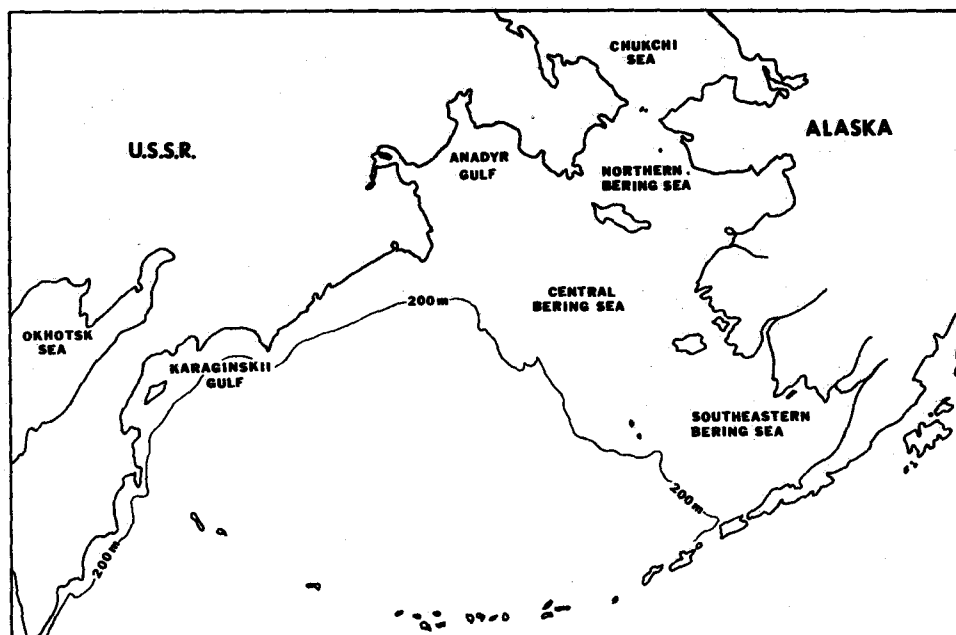 CHUKCHI
SEA
ALASKA
U.S.S.R.
ANADYR
GULF
NORTHERN
BERING SEA
200m
CENTRAL
BERING SEA
OKHOTSK
SEA
KARAGINSKII
GULF
SOUTHEASTERN
BERING SEA
200m
200m